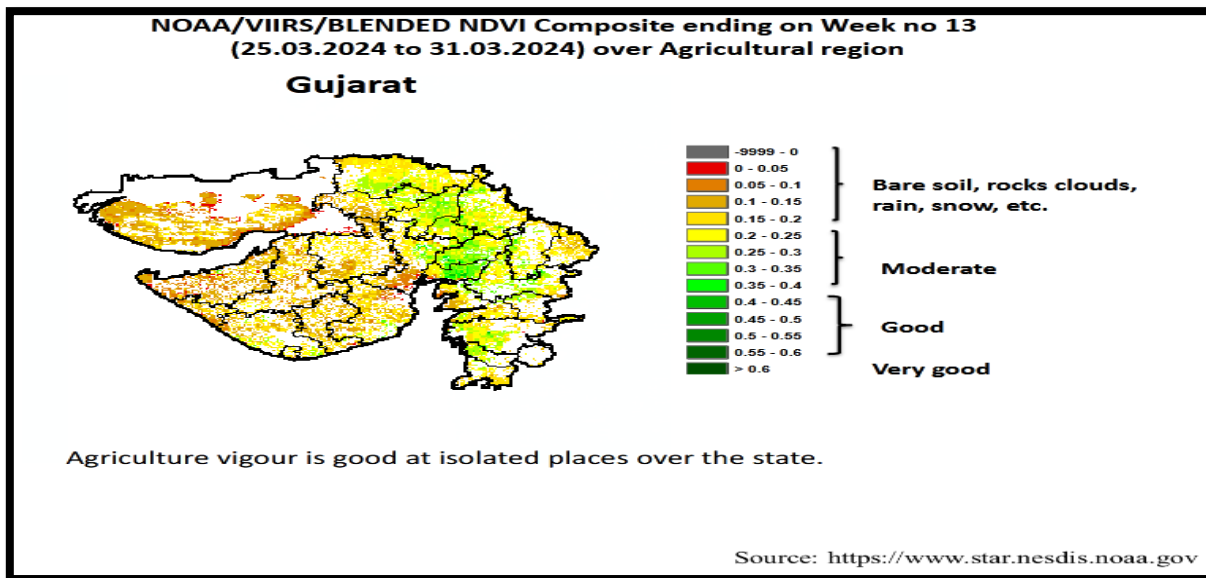 NOAA/VIIRS/BLENDED NDVI Composite ending on Week no 13
(25.03.2024 to 31.03.2024) over Agricultural region
Gujarat
-9999 - 0
0 - 0.05
0.05 - 0.1
0.1 - 0.15
0.15 - 0.2
0.2 - 0.25
0.25 - 0.3
0.3 - 0.35
0.35 - 0.4
0.4 - 0.45
0.45 - 0.5
0.5 - 0.55
0.55 - 0.6
> 0.6
Bare soil, rocks clouds,
rain, snow, etc.
Moderate
Good
Very good
Agriculture vigour is good at isolated places over the state.
Source: https://www.star.nesdis.noaa.gov